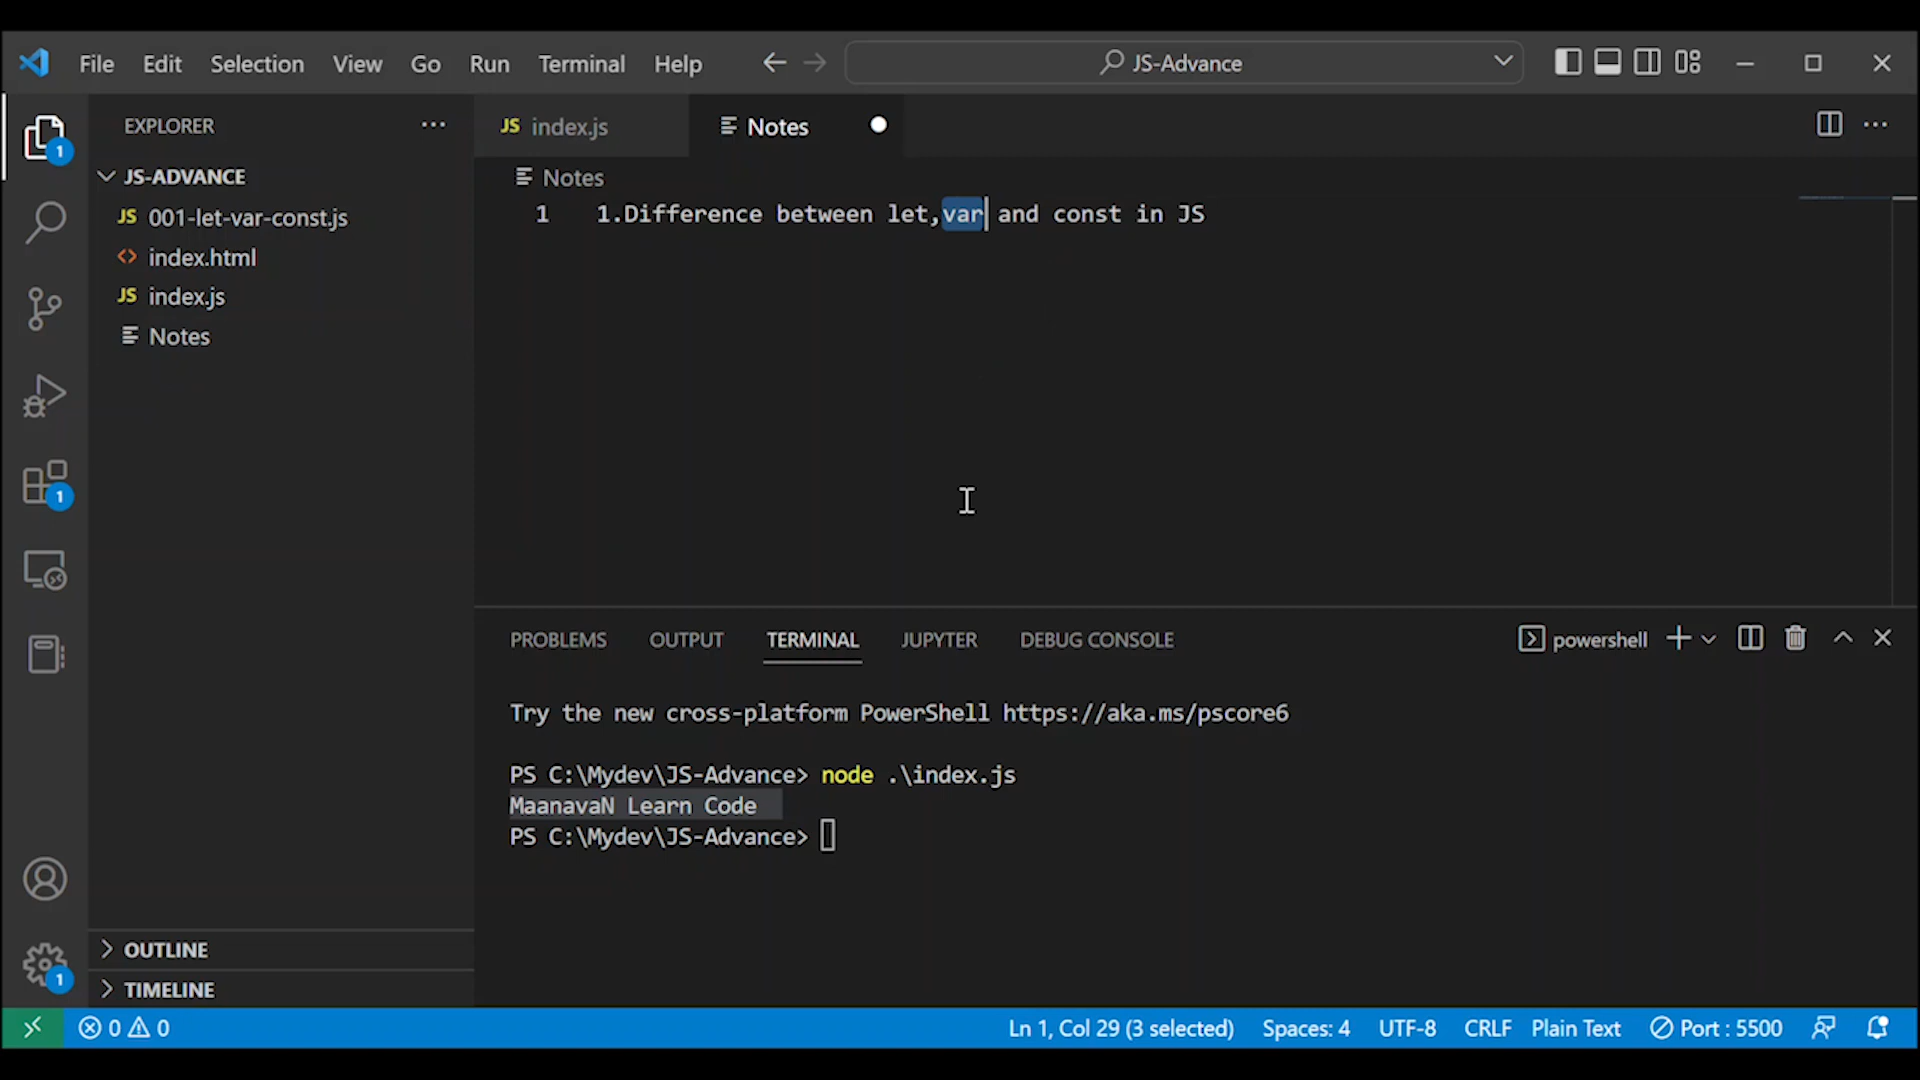 File Edit Selection View Go Run Terminal Help JS-Advance
EXPLORER
JS-ADVANCE
JS 001-let-var-const.js
<> index.html
JS index.js
Notes
OUTLINE
TIMELINE
1
1
1
JS index.js Notes
Notes
1 1.Difference between let,var and const in JS
PROBLEMS OUTPUT TERMINAL JUPYTER DEBUG CONSOLE powershell
Try the new cross-platform PowerShell https://aka.ms/pscore6
PS C:\Mydev\JS-Advance> node .\index.js
MaanavaN Learn Code
PS C:\Mydev\JS-Advance>
0 0 Ln 1, Col 29 (3 selected) Spaces: 4 UTF-8 CRLF Plain Text Port : 5500